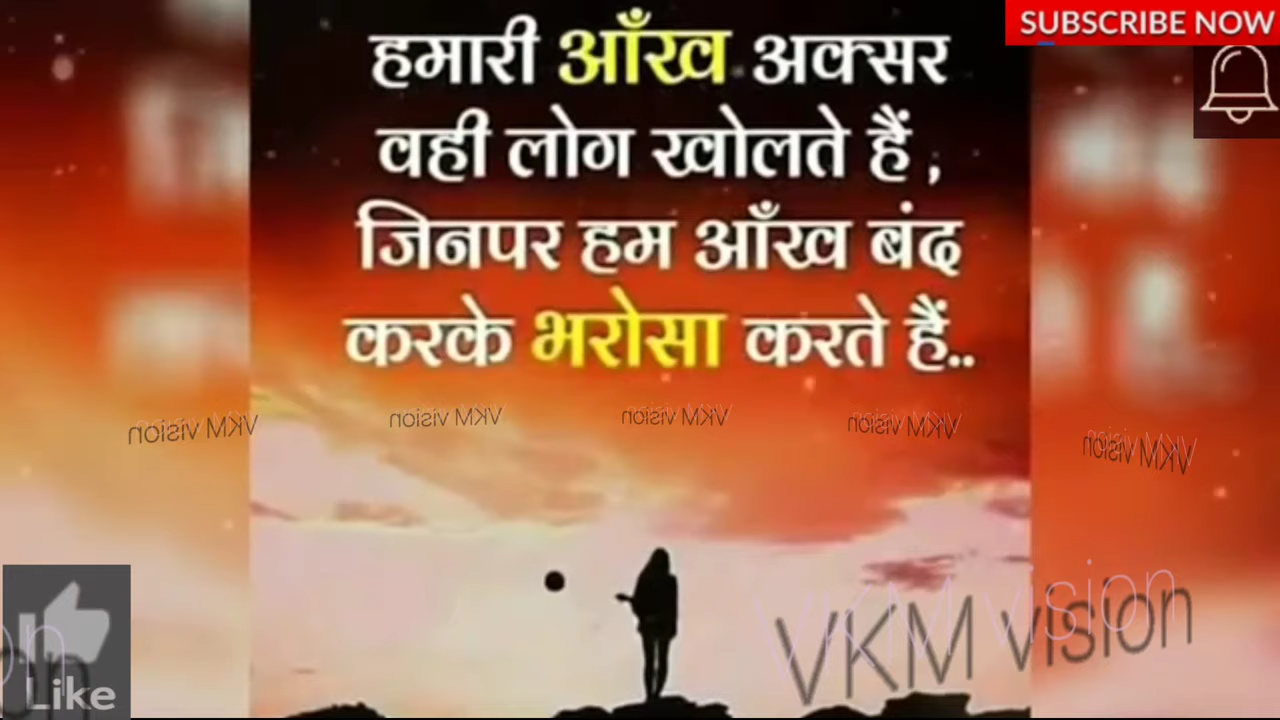 SUBSCRIBE NOW
हमारी आँख अक्सर
वही लोग खोलते हैं ,
जिनपर हम आँख बंद
करके भरोसा करते हैं..
VKM vision VKM vision VKM vision VKM vision VKM vision
VKM vision
on
Like